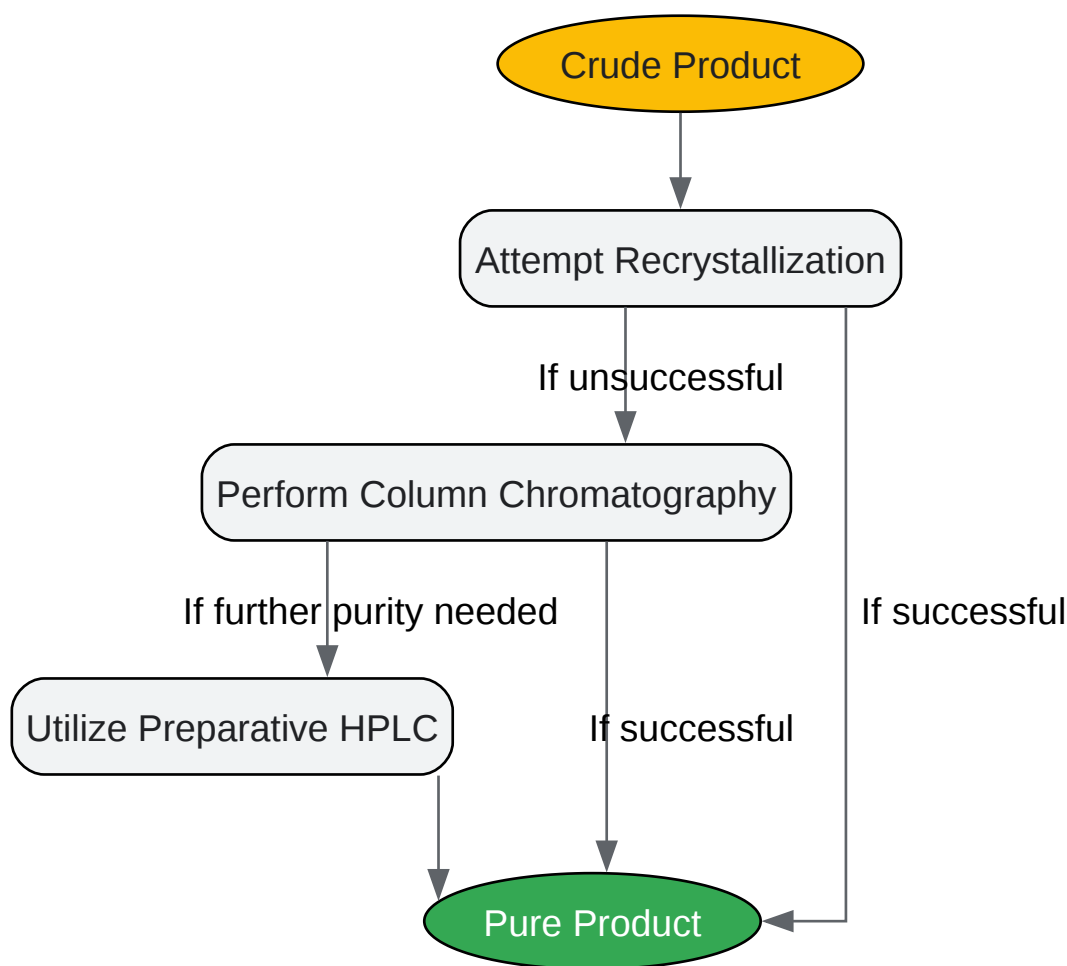 Crude Product
Attempt Recrystallization
If unsuccessful
Perform Column Chromatography
If further purity needed
If successful
Utilize Preparative HPLC
If successful
Pure Product